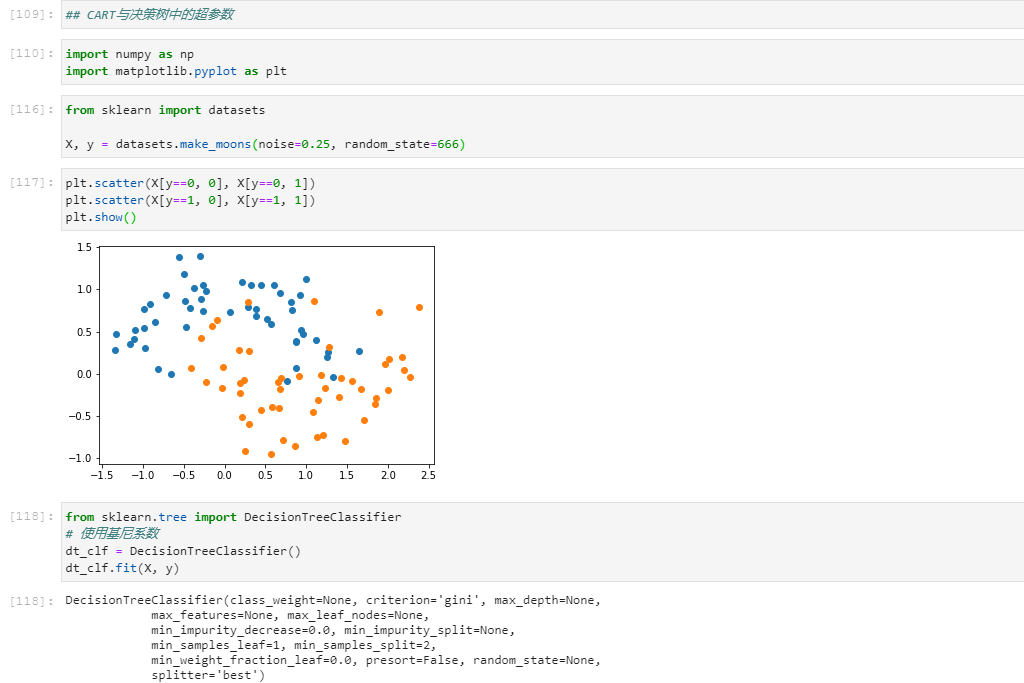 [109]: ## CART与决策树中的超参数
[110]: import numpy as np
import matplotlib.pyplot as plt
[116]: from sklearn import datasets
X, y = datasets.make_moons(noise=0.25, random_state=666)
[117]: plt.scatter(X[y==0, 0], X[y==0, 1])
plt.scatter(X[y==1, 0], X[y==1, 1])
plt.show()
1.5
1.0
0.5
0.0
−0.5
−1.0
−1.5 −1.0 −0.5 0.0 0.5 1.0 1.5 2.0 2.5
[118]: from sklearn.tree import DecisionTreeClassifier
# 使用基尼系数
dt_clf = DecisionTreeClassifier()
dt_clf.fit(X, y)
[118]: DecisionTreeClassifier(class_weight=None, criterion='gini', max_depth=None,
max_features=None, max_leaf_nodes=None,
min_impurity_decrease=0.0, min_impurity_split=None,
min_samples_leaf=1, min_samples_split=2,
min_weight_fraction_leaf=0.0, presort=False, random_state=None,
splitter='best')